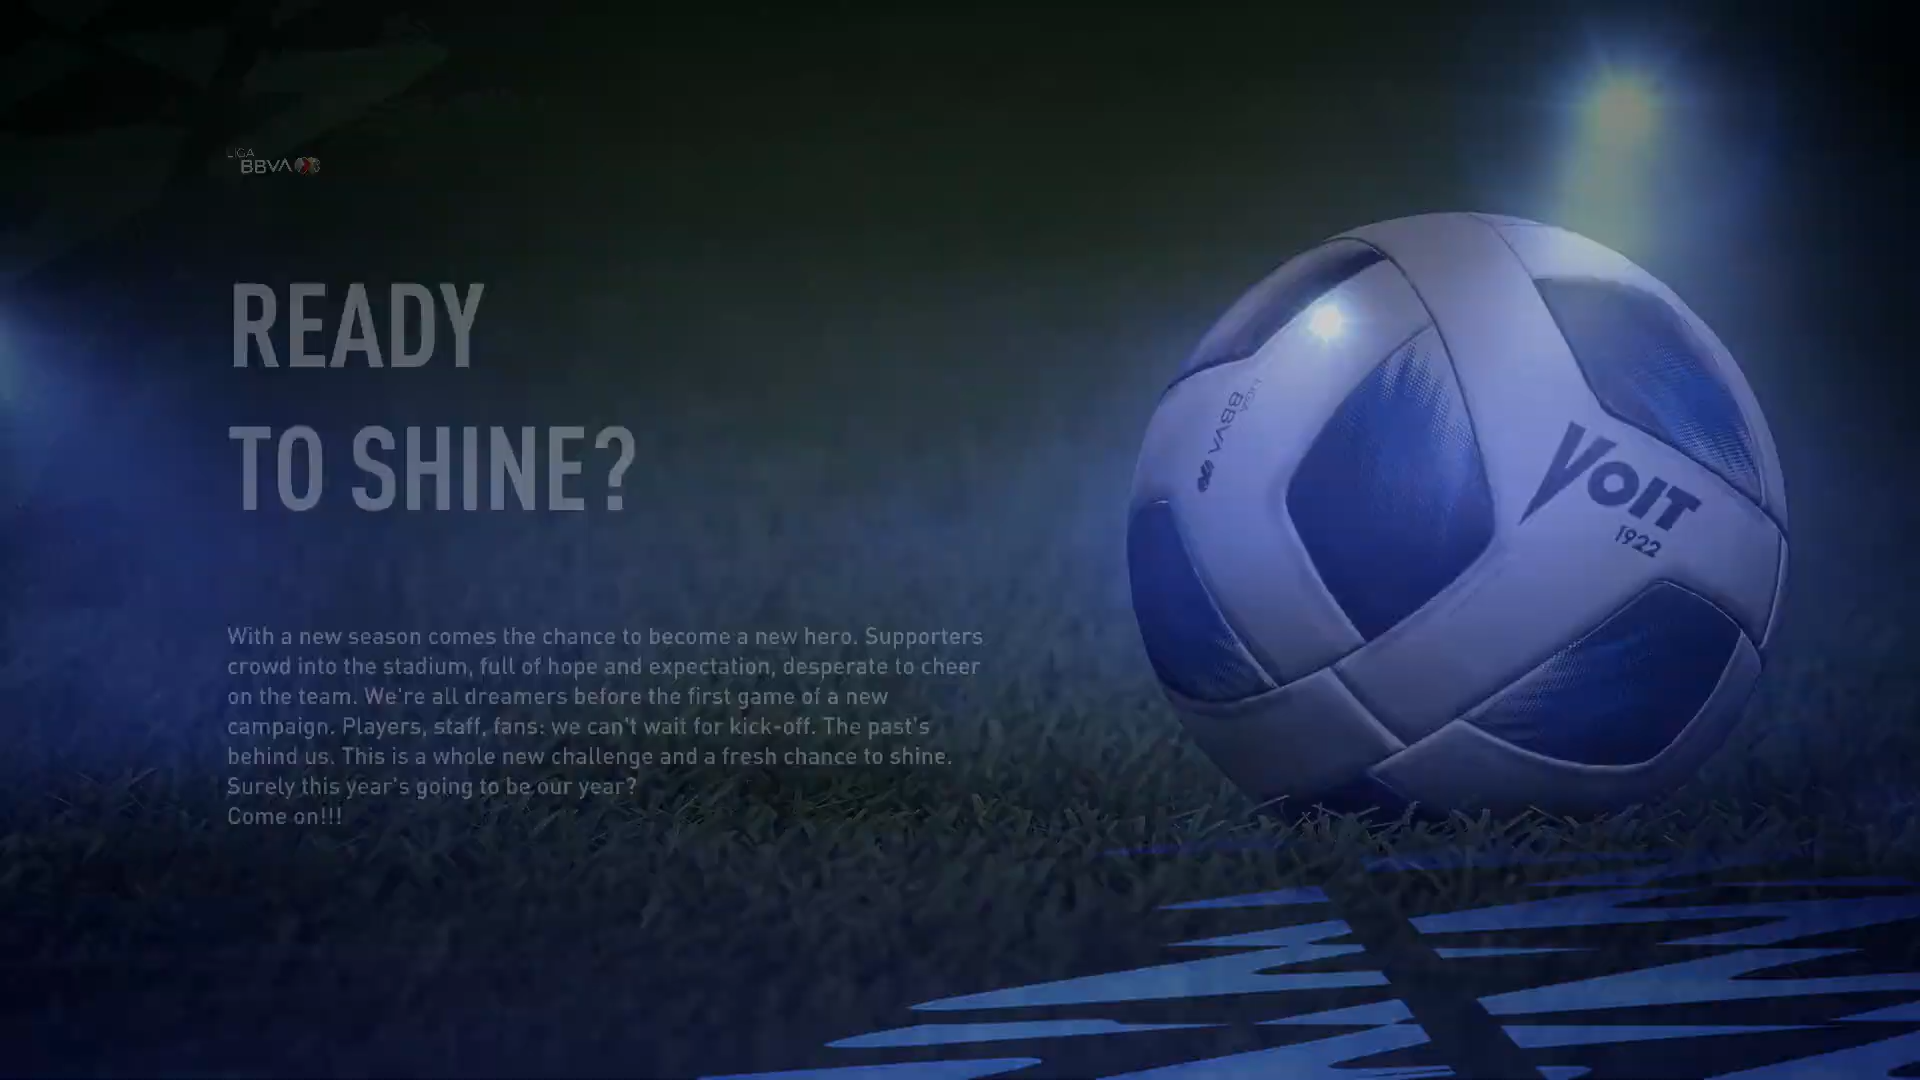 LIGA
BBVA
READY
TO SHINE?
With a new season comes the chance to become a new hero. Supporters
crowd into the stadium, full of hope and expectation, desperate to cheer
on the team. We're all dreamers before the first game of a new
campaign. Players, staff, fans: we can't wait for kick-off. The past's
behind us. This is a whole new challenge and a fresh chance to shine.
Surely this year's going to be our year?
Come on!!!
LIGA
BBVA
VOIT
1922